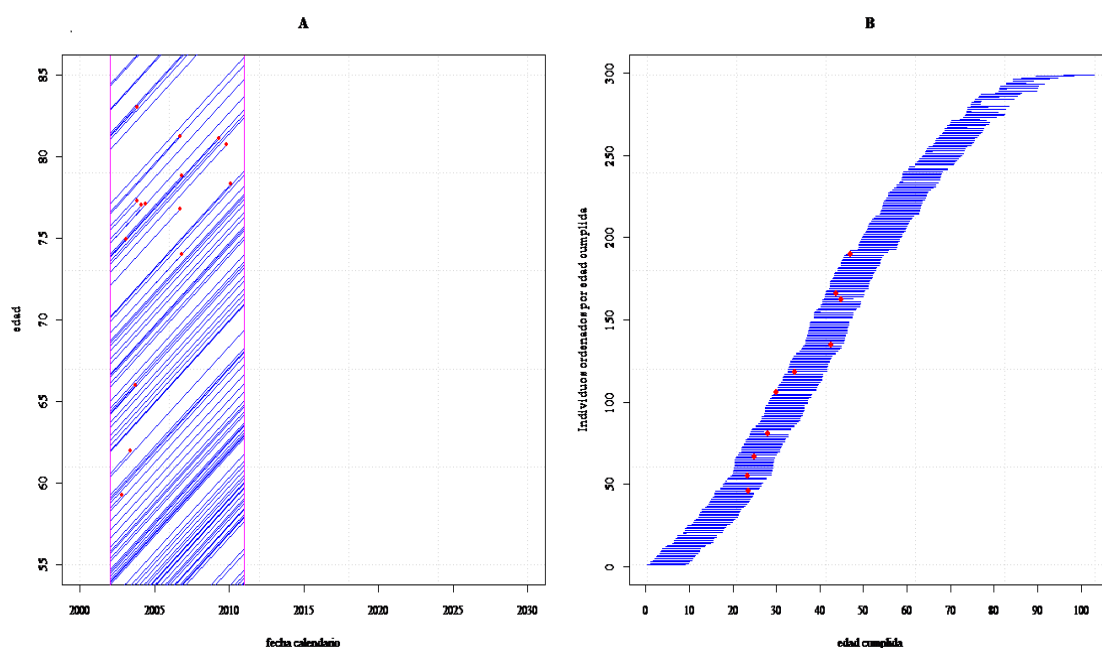 A
85
80
75
70
65
60
55
edad
2000 2005 2010 2015 2020 2025 2030
fecha calendario
B
300
250
200
150
100
50
0
Individuos ordenados por edad cumplida
0 10 20 30 40 50 60 70 80 90 100
edad cumplida